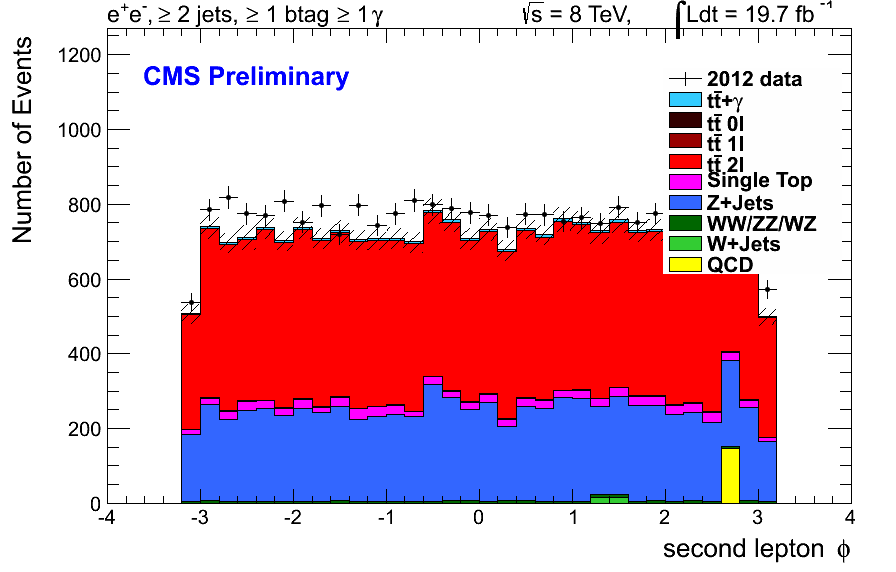 e⁺e⁻, ≥ 2 jets, ≥ 1 btag ≥ 1 γ
√s = 8 TeV, ∫Ldt = 19.7 fb⁻¹
CMS Preliminary
Number of Events
1200
1000
800
600
400
200
0
2012 data
tt̄+γ
tt̄ 0l
tt̄ 1l
tt̄ 2l
Single Top
Z+Jets
WW/ZZ/WZ
W+Jets
QCD
-4 -3 -2 -1 0 1 2 3 4
second lepton ϕ